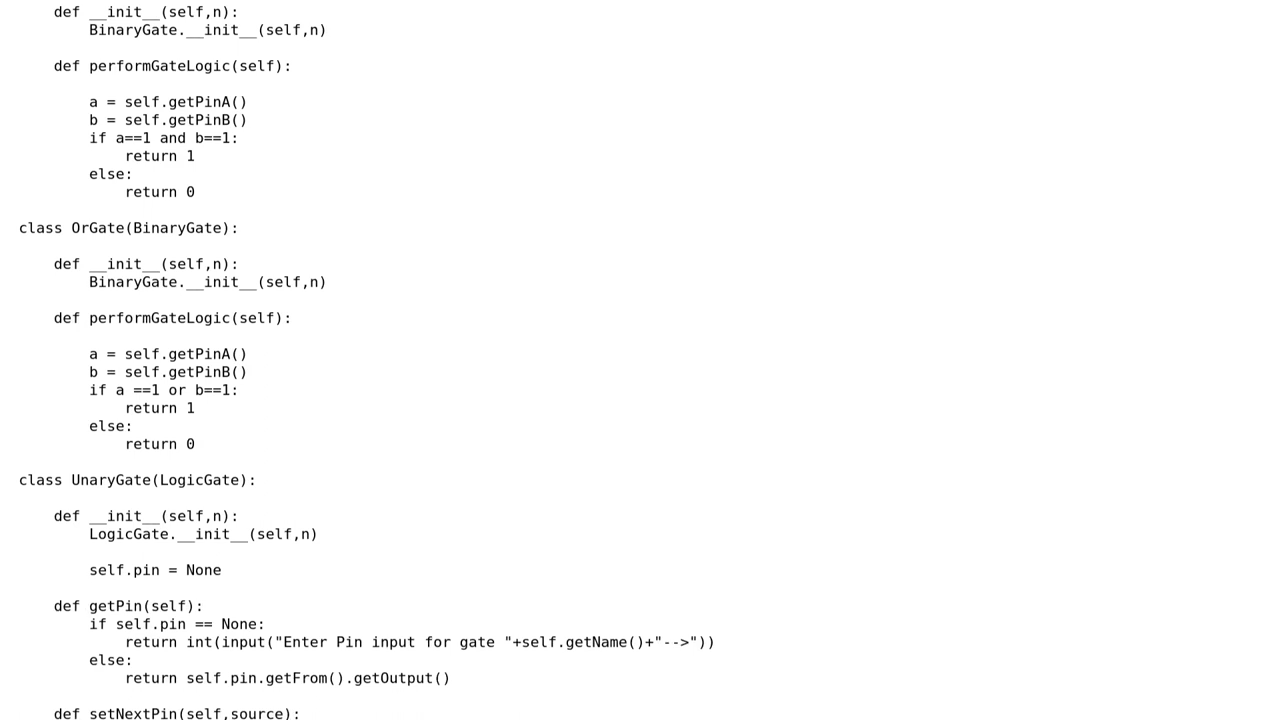 def __init__(self,n):
        BinaryGate.__init__(self,n)

    def performGateLogic(self):

        a = self.getPinA()
        b = self.getPinB()
        if a==1 and b==1:
            return 1
        else:
            return 0

class OrGate(BinaryGate):

    def __init__(self,n):
        BinaryGate.__init__(self,n)

    def performGateLogic(self):

        a = self.getPinA()
        b = self.getPinB()
        if a ==1 or b==1:
            return 1
        else:
            return 0

class UnaryGate(LogicGate):

    def __init__(self,n):
        LogicGate.__init__(self,n)

        self.pin = None

    def getPin(self):
        if self.pin == None:
            return int(input("Enter Pin input for gate "+self.getName()+"-->"))
        else:
            return self.pin.getFrom().getOutput()

    def setNextPin(self,source):